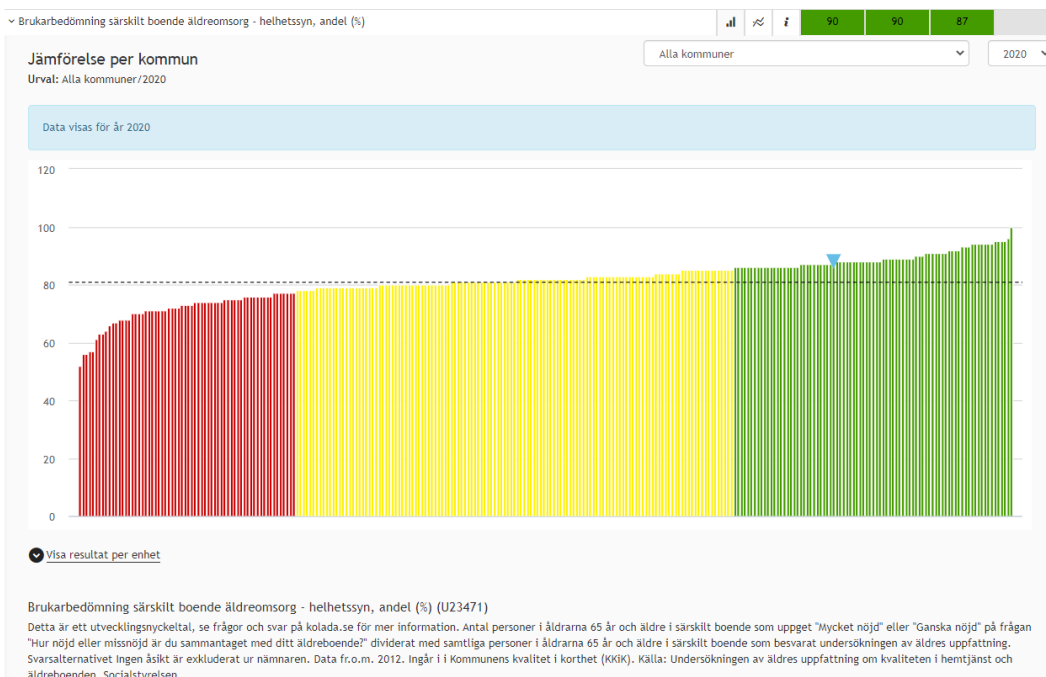 Brukarbedömning särskilt boende äldreomsorg - helhetssyn, andel (%) i 90 90 87
Jämförelse per kommun
Alla kommuner 2020
Urval: Alla kommuner/2020
Data visas för år 2020
120
100
80
60
40
20
0
Visa resultat per enhet
Brukarbedömning särskilt boende äldreomsorg - helhetssyn, andel (%) (U23471)
Detta är ett utvecklingsnyckeltal, se frågor och svar på kolada.se för mer information. Antal personer i åldrarna 65 år och äldre i särskilt boende som uppget "Mycket nöjd" eller "Ganska nöjd" på frågan
"Hur nöjd eller missnöjd är du sammantaget med ditt äldreboende?" dividerat med samtliga personer i åldrarna 65 år och äldre i särskilt boende som besvarat undersökningen av äldres uppfattning.
Svarsalternativet Ingen åsikt är exkluderat ur nämnaren. Data fr.o.m. 2012. Ingår i i Kommunens kvalitet i korthet (KKiK). Källa: Undersökningen av äldres uppfattning om kvaliteten i hemtjänst och
äldreboenden, Socialstyrelsen